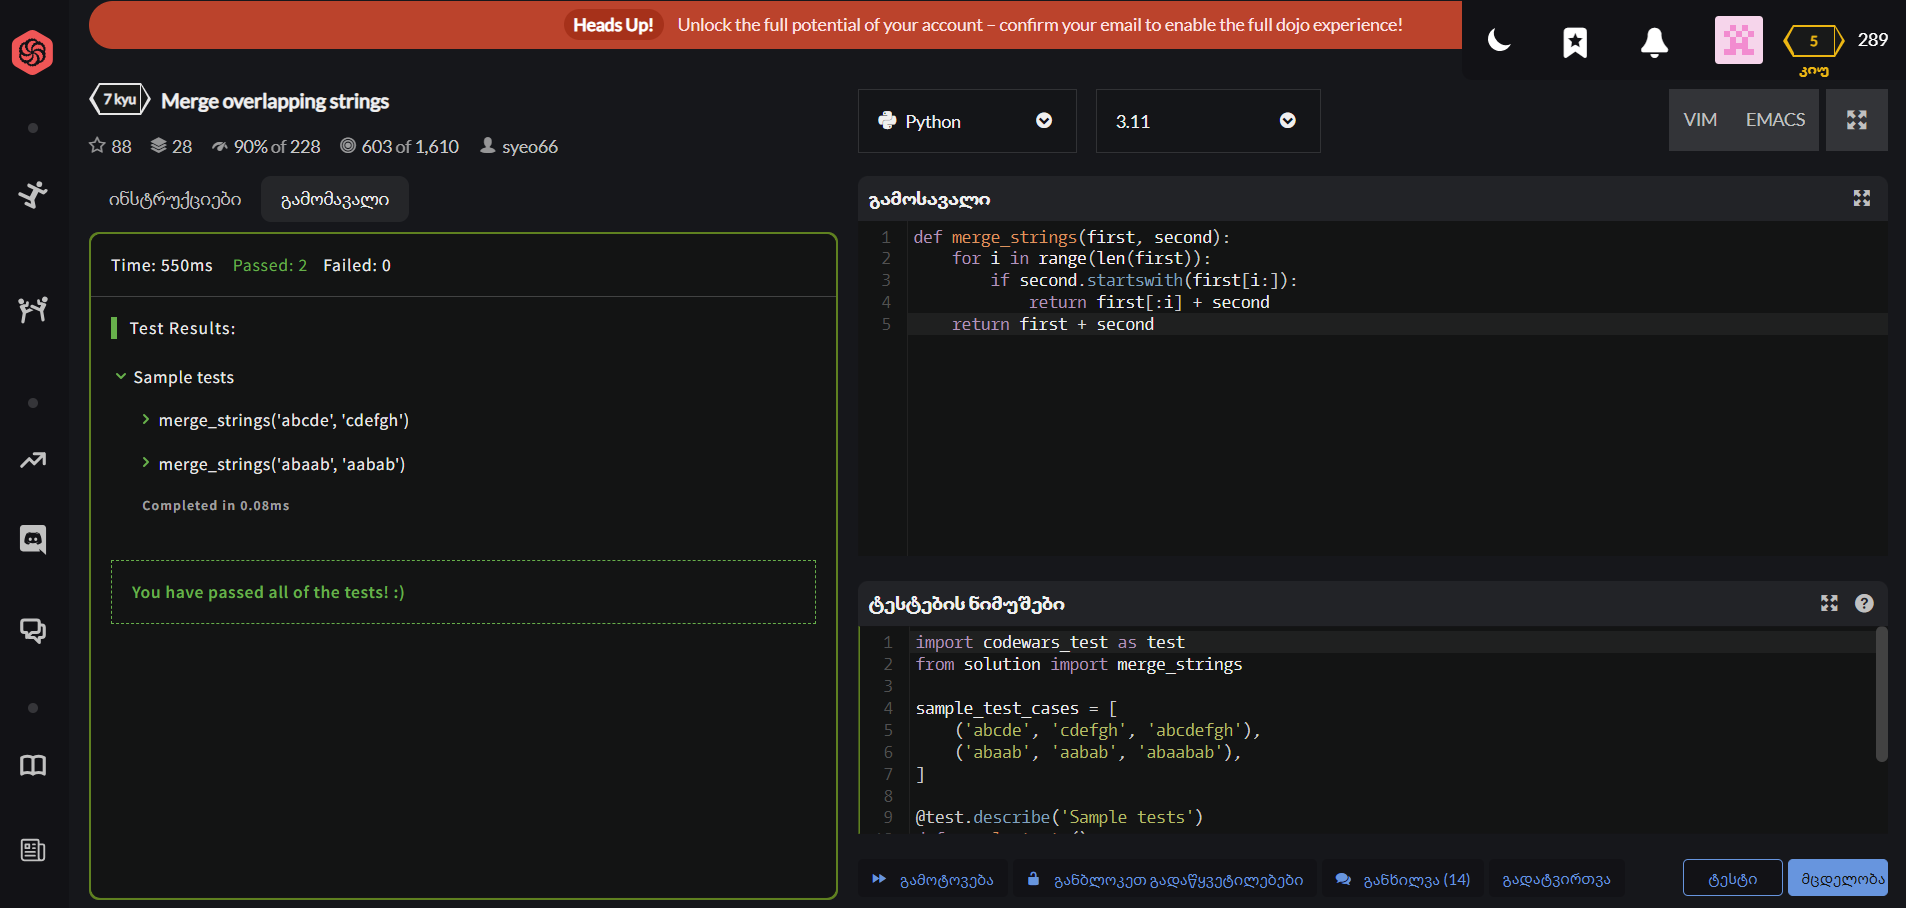 Heads Up! Unlock the full potential of your account – confirm your email to enable the full dojo experience!
5
კიუ
289
7 kyu Merge overlapping strings
88 28 90% of 228 603 of 1,610 syeo66
Python
3.11
VIM EMACS
ინსტრუქციები გამომავალი
Time: 550ms Passed: 2 Failed: 0
Test Results:
Sample tests
merge_strings('abcde', 'cdefgh')
merge_strings('abaab', 'aabab')
Completed in 0.08ms
You have passed all of the tests! :)
გამოსავალი
1 def merge_strings(first, second):
2 for i in range(len(first)):
3 if second.startswith(first[i:]):
4 return first[:i] + second
5 return first + second
ტესტების ნიმუშები
1 import codewars_test as test
2 from solution import merge_strings
3
4 sample_test_cases = [
5 ('abcde', 'cdefgh', 'abcdefgh'),
6 ('abaab', 'aabab', 'abaabab'),
7 ]
8
9 @test.describe('Sample tests')
გამოტოვება განბლოკეთ გადაწყვეტილებები განხილვა (14) გადატვირთვა ტესტი მცდელობა